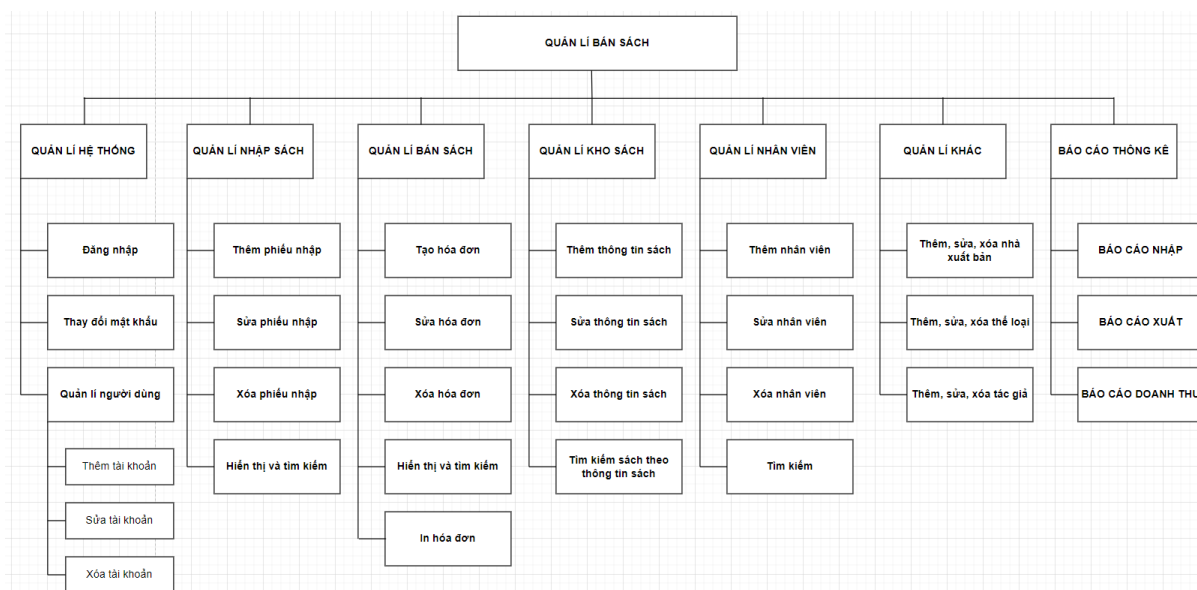 QUẢN LÍ BÁN SÁCH
QUẢN LÍ HỆ THỐNG
QUẢN LÍ NHẬP SÁCH
QUẢN LÍ BÁN SÁCH
QUẢN LÍ KHO SÁCH
QUẢN LÍ NHÂN VIÊN
QUẢN LÍ KHÁC
BÁO CÁO THỐNG KÊ
Đăng nhập
Thay đổi mật khẩu
Quản lí người dùng
Thêm tài khoản
Sửa tài khoản
Xóa tài khoản
Thêm phiếu nhập
Sửa phiếu nhập
Xóa phiếu nhập
Hiển thị và tìm kiếm
Tạo hóa đơn
Sửa hóa đơn
Xóa hóa đơn
Hiển thị và tìm kiếm
In hóa đơn
Thêm thông tin sách
Sửa thông tin sách
Xóa thông tin sách
Tìm kiếm sách theo
thông tin sách
Thêm nhân viên
Sửa nhân viên
Xóa nhân viên
Tìm kiếm
Thêm, sửa, xóa nhà
xuất bản
Thêm, sửa, xóa thể loại
Thêm, sửa, xóa tác giả
BÁO CÁO NHẬP
BÁO CÁO XUẤT
BÁO CÁO DOANH THU